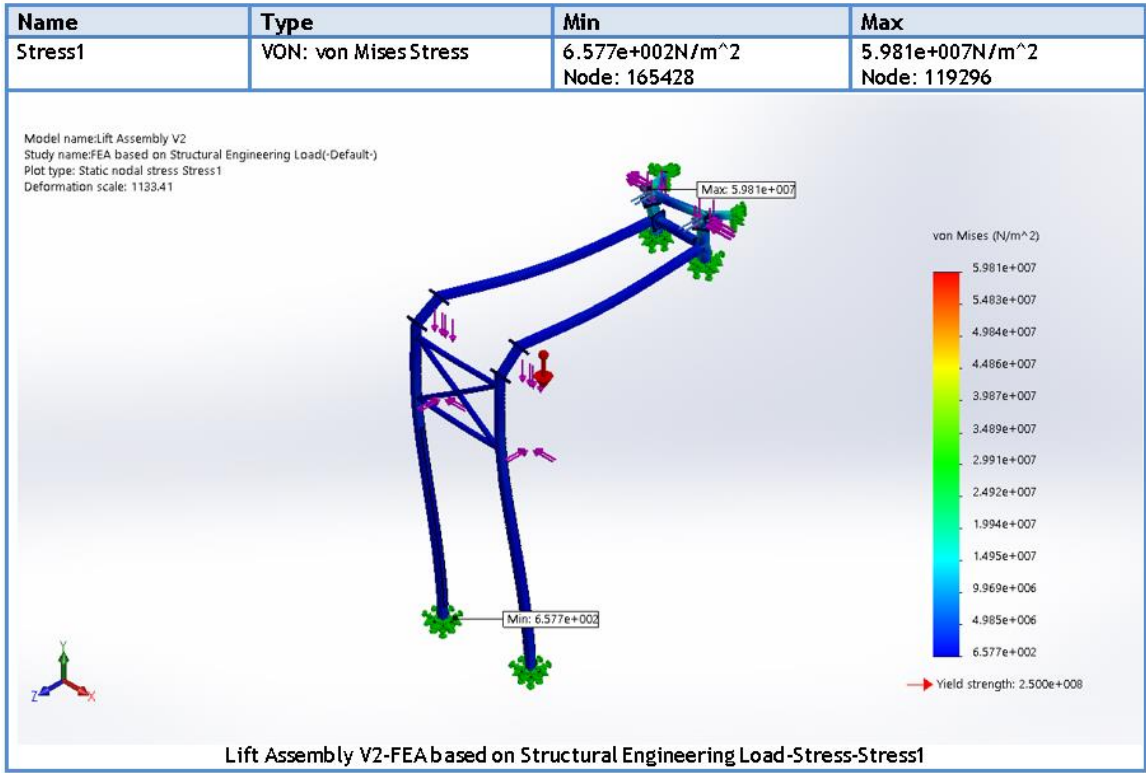 Name Type Min Max
Stress1 VON: von Mises Stress 6.577e+002N/m^2 5.981e+007N/m^2
Node: 165428 Node: 119296
Model name:Lift Assembly V2
Study name:FEA based on Structural Engineering Load(-Default-)
Plot type: Static nodal stress Stress1
Deformation scale: 1133.41
Max: 5.981e+007
von Mises (N/m^2)
5.981e+007
5.483e+007
4.984e+007
4.486e+007
3.987e+007
3.489e+007
2.991e+007
2.492e+007
1.994e+007
1.495e+007
9.969e+006
4.985e+006
6.577e+002
Yield strength: 2.500e+008
Min: 6.577e+002
Y
Z
X
Lift Assembly V2-FEA based on Structural Engineering Load-Stress-Stress1